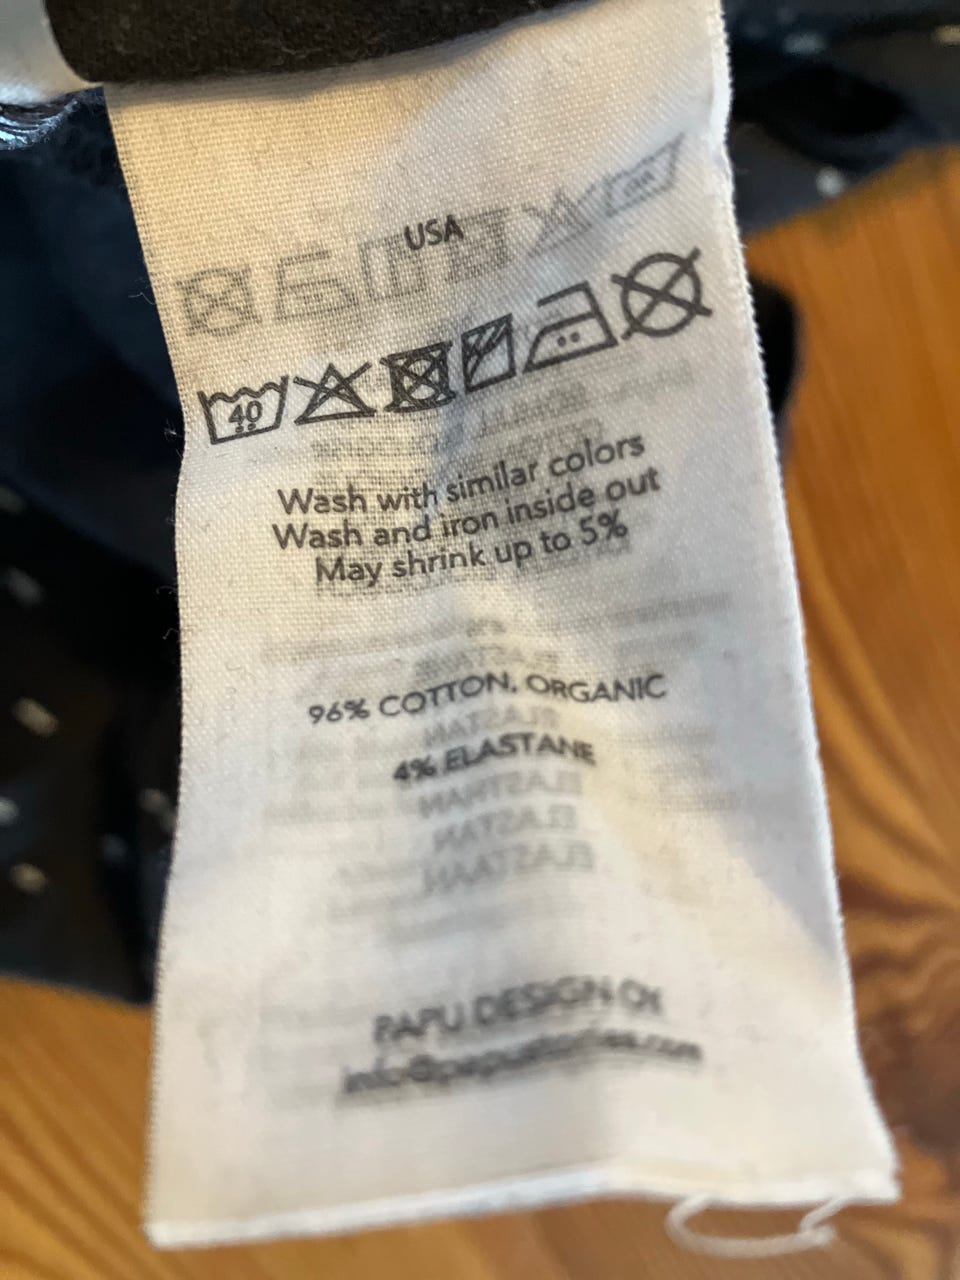 USA
40
Wash with similar colors
Wash and iron inside out
May shrink up to 5%
96% COTTON, ORGANIC
4% ELASTANE
PAPU DESIGN OY